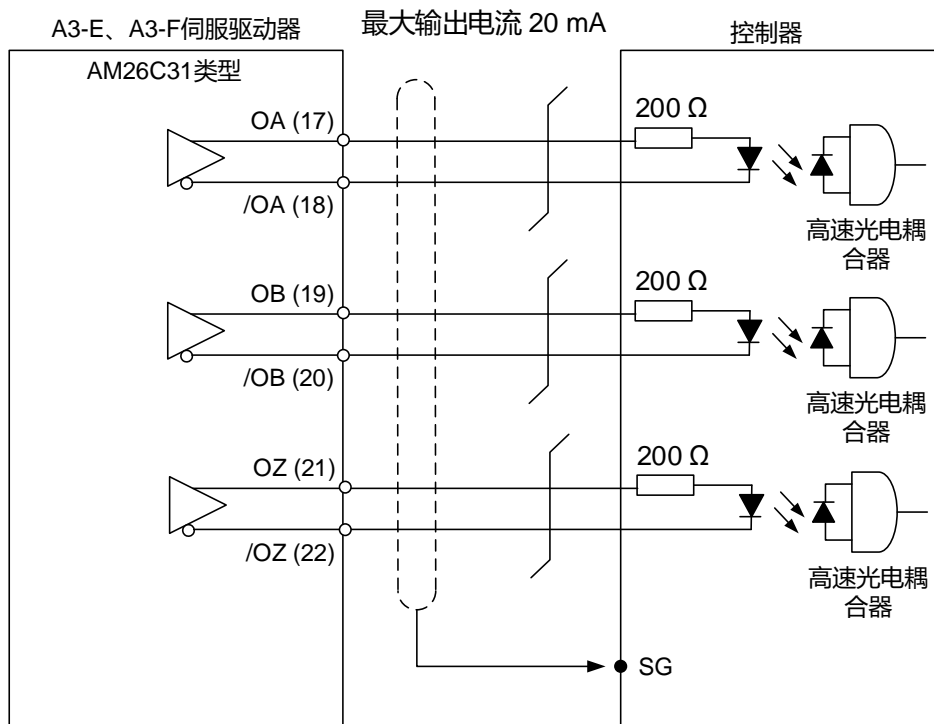 A3-E、A3-F伺服驱动器
最大输出电流 20 mA
控制器
AM26C31类型
OA (17)
200 Ω
/OA (18)
高速光电耦
合器
OB (19)
200 Ω
/OB (20)
高速光电耦
合器
OZ (21)
200 Ω
/OZ (22)
高速光电耦
合器
SG